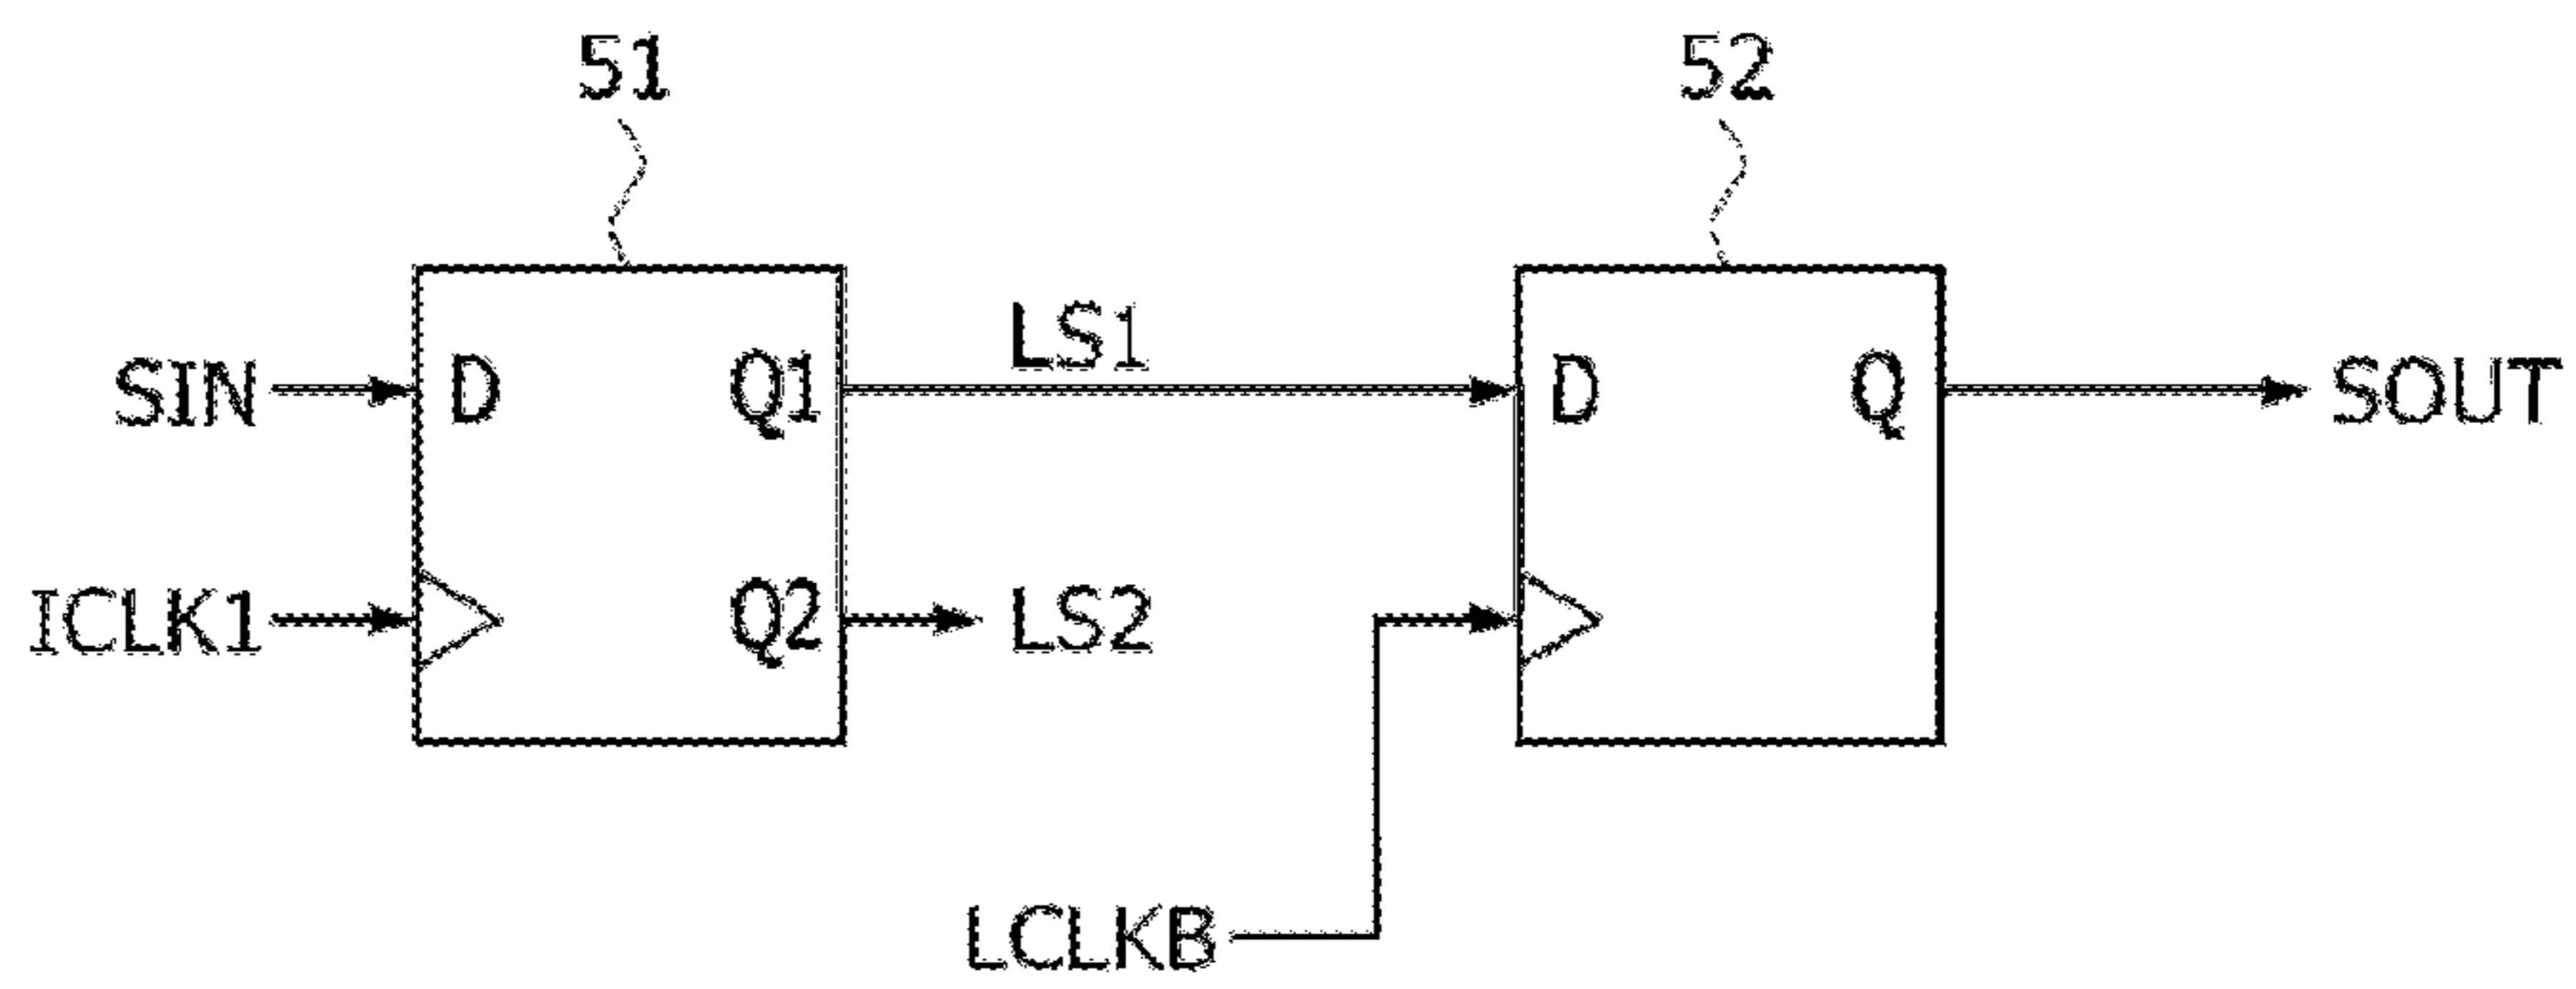 51 52
LS1
SIN D Q1 D Q SOUT
ICLK1 Q2 LS2
LCLKB